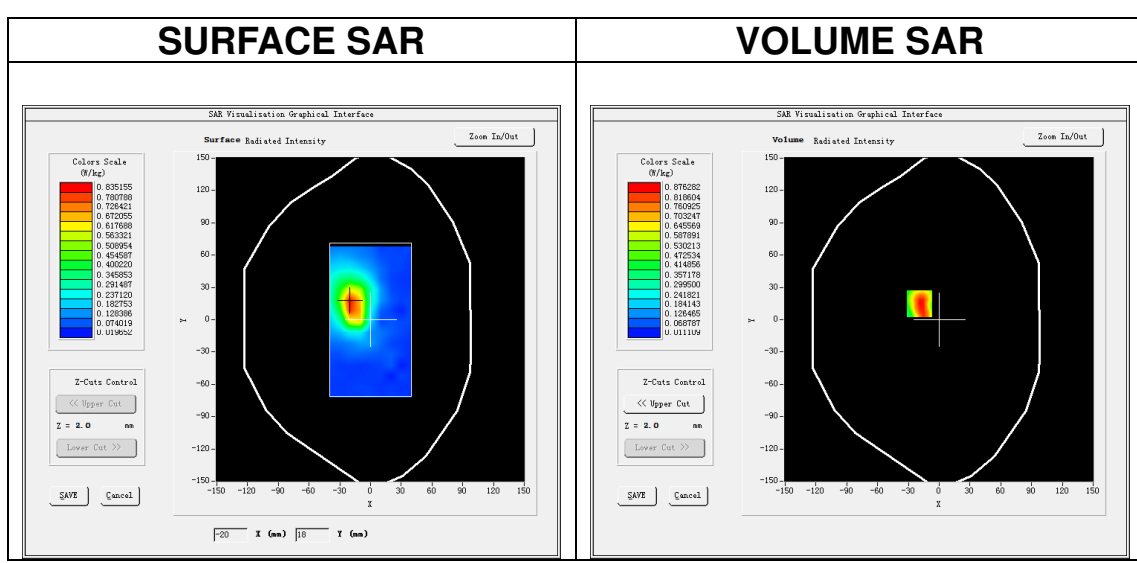 SURFACE SAR
VOLUME SAR
SAR Visualisation Graphical Interface
Surface Radiated Intensity
Zoom In/Out
Colors Scale
(W/kg)
0.835155
0.780788
0.726421
0.672055
0.617688
0.563321
0.508954
0.454587
0.400220
0.345853
0.291487
0.237120
0.182753
0.128386
0.074019
0.019652
150
120
90
60
30
0
-30
-60
-90
-120
-150
Y
-150 -120 -90 -60 -30 0 30 60 90 120 150
X
Z-Cuts Control
<< Upper Cut
Z = 2.0 mm
Lower Cut >>
SAVE Cancel
-20 X (mm) 18 Y (mm)
SAR Visualisation Graphical Interface
Volume Radiated Intensity
Zoom In/Out
Colors Scale
(W/kg)
0.876282
0.818604
0.760925
0.703247
0.645569
0.587891
0.530213
0.472534
0.414856
0.357178
0.299500
0.241821
0.184143
0.126465
0.068787
0.011109
150
120
90
60
30
0
-30
-60
-90
-120
-150
Y
-150 -120 -90 -60 -30 0 30 60 90 120 150
X
Z-Cuts Control
<< Upper Cut
Z = 2.0 mm
Lower Cut >>
SAVE Cancel